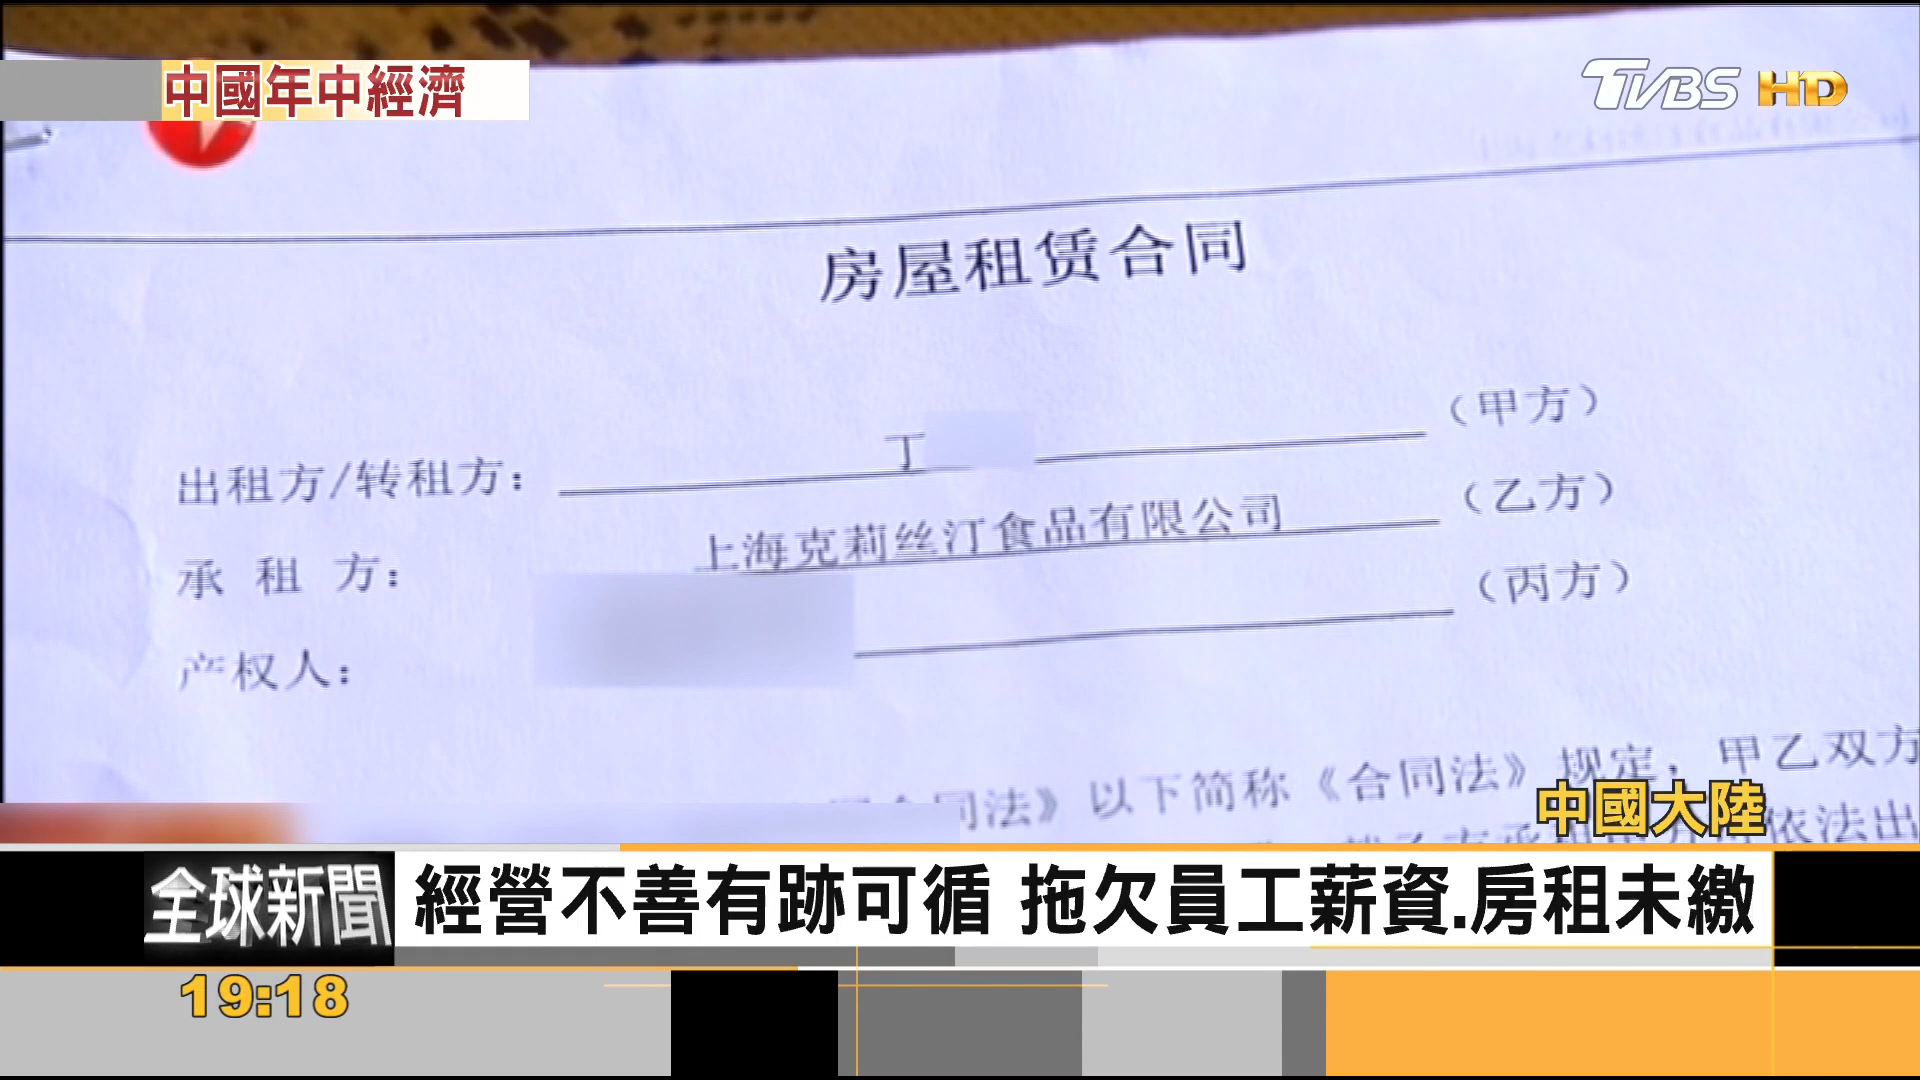 中國年中經濟
TVBS HD
房屋租赁合同
出租方/转租方： 丁 （甲方）
承 租 方： 上海克莉丝汀食品有限公司 （乙方）
产权人： （丙方）
合同法》以下简称《合同法》规定，甲乙双方
中國大陸
依法出
全球新聞
經營不善有跡可循 拖欠員工薪資.房租未繳
19:18